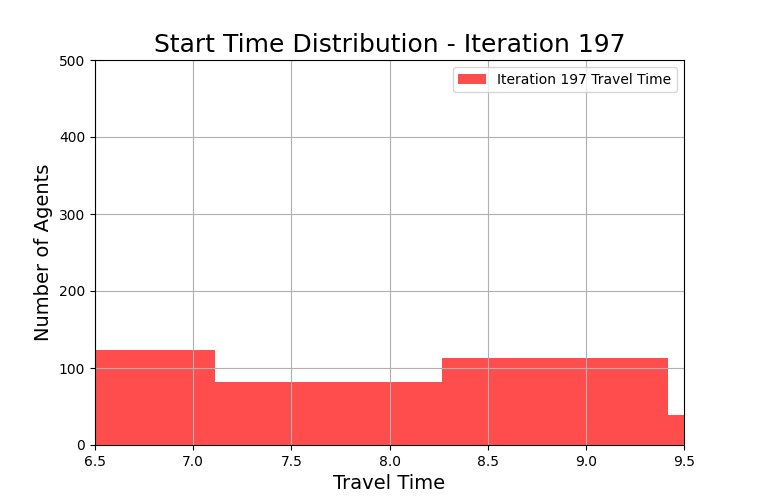 Start Time Distribution - Iteration 197
Iteration 197 Travel Time
Number of Agents
500
400
300
200
100
0
6.5 7.0 7.5 8.0 8.5 9.0 9.5
Travel Time